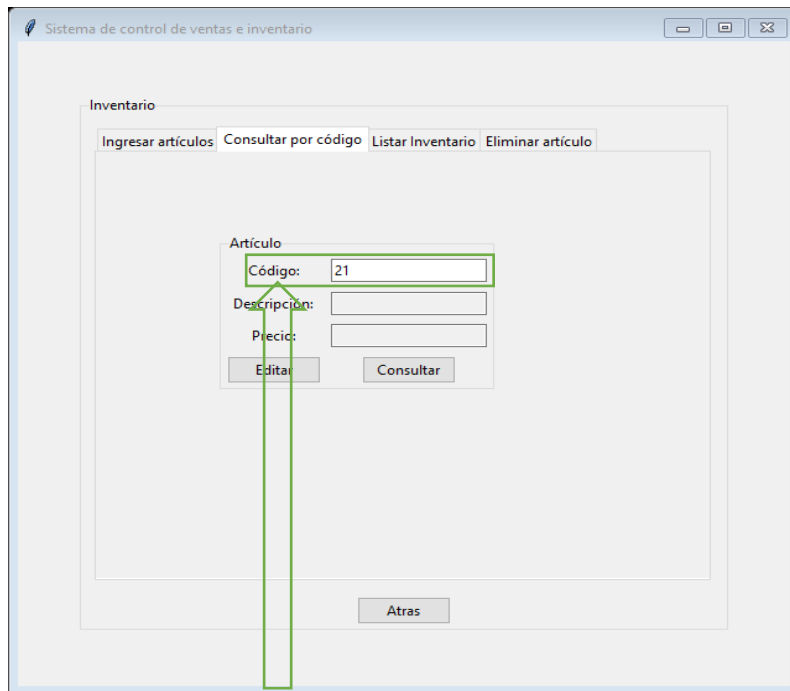 Sistema de control de ventas e inventario
Inventario
Ingresar artículos Consultar por código Listar Inventario Eliminar artículo
Artículo
Código: 21
Descripción:
Precio:
Editar Consultar
Atras